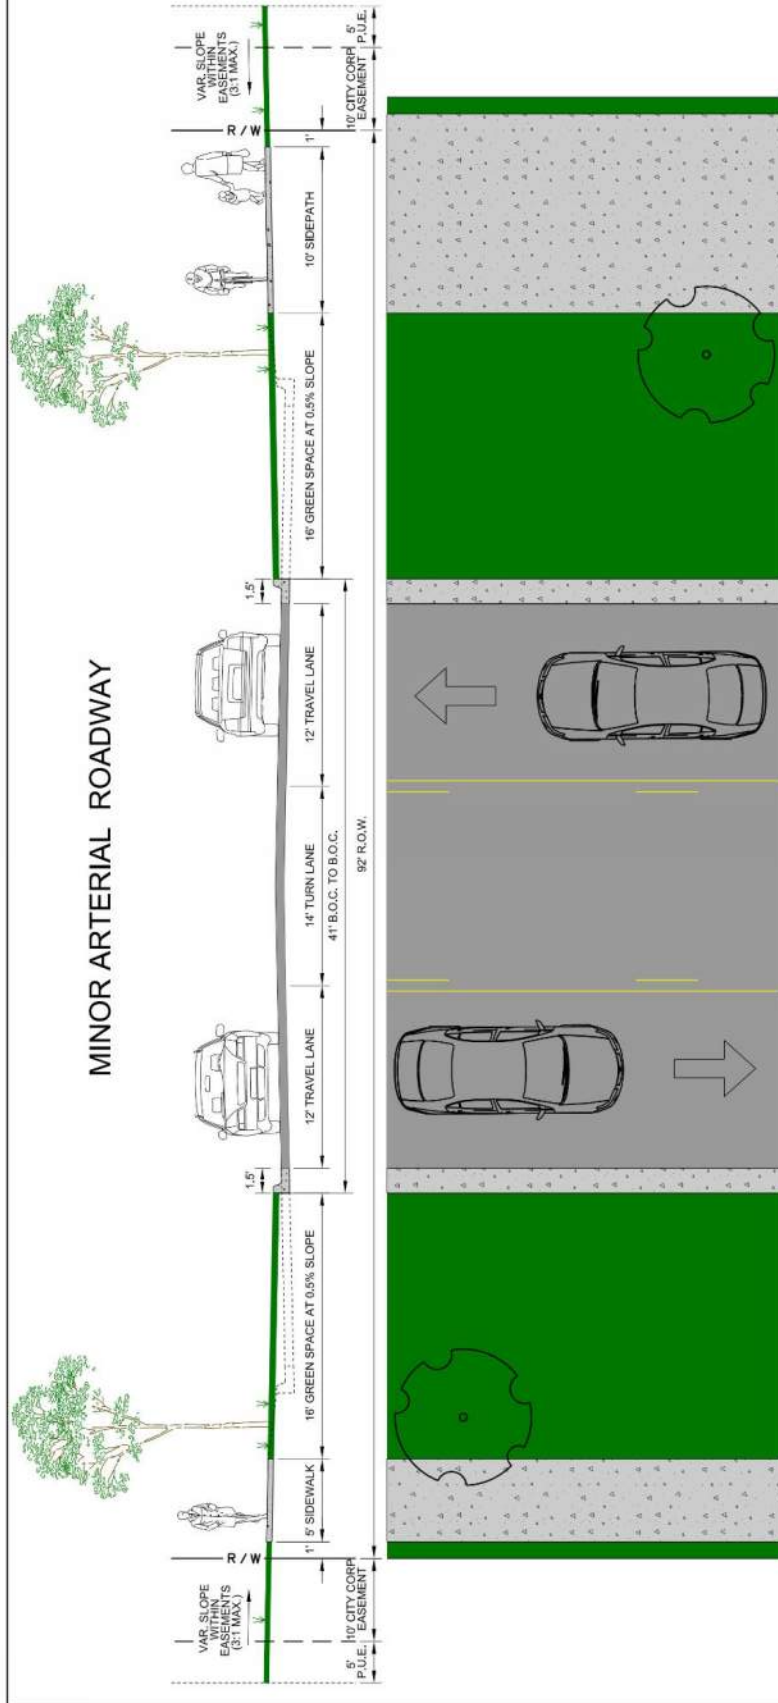 MINOR ARTERIAL ROADWAY
VAR. SLOPE
WITHIN
EASEMENTS
(3:1 MAX.)
VAR. SLOPE
WITHIN
EASEMENTS
(3:1 MAX.)
R / W
R / W
1.5'
1.5'
1'
5' SIDEWALK
16' GREEN SPACE AT 0.5% SLOPE
12' TRAVEL LANE
14' TURN LANE
12' TRAVEL LANE
16' GREEN SPACE AT 0.5% SLOPE
10' SIDEPATH
1'
41' B.O.C. TO B.O.C.
5'
P.U.E.
10' CITY CORP
EASEMENT
92' R.O.W.
10' CITY CORP
EASEMENT
5'
P.U.E.